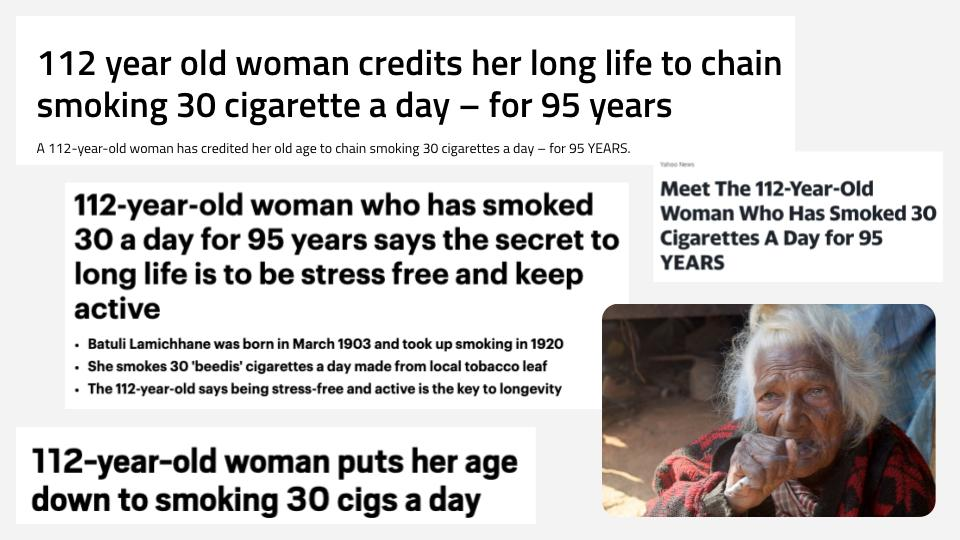 112 year old woman credits her long life to chain
smoking 30 cigarette a day – for 95 years
A 112-year-old woman has credited her old age to chain smoking 30 cigarettes a day – for 95 YEARS.
Yahoo News
Meet The 112-Year-Old
Woman Who Has Smoked 30
Cigarettes A Day for 95
YEARS
112-year-old woman who has smoked
30 a day for 95 years says the secret to
long life is to be stress free and keep
active
• Batuli Lamichhane was born in March 1903 and took up smoking in 1920
• She smokes 30 'beedis' cigarettes a day made from local tobacco leaf
• The 112-year-old says being stress-free and active is the key to longevity
112-year-old woman puts her age
down to smoking 30 cigs a day